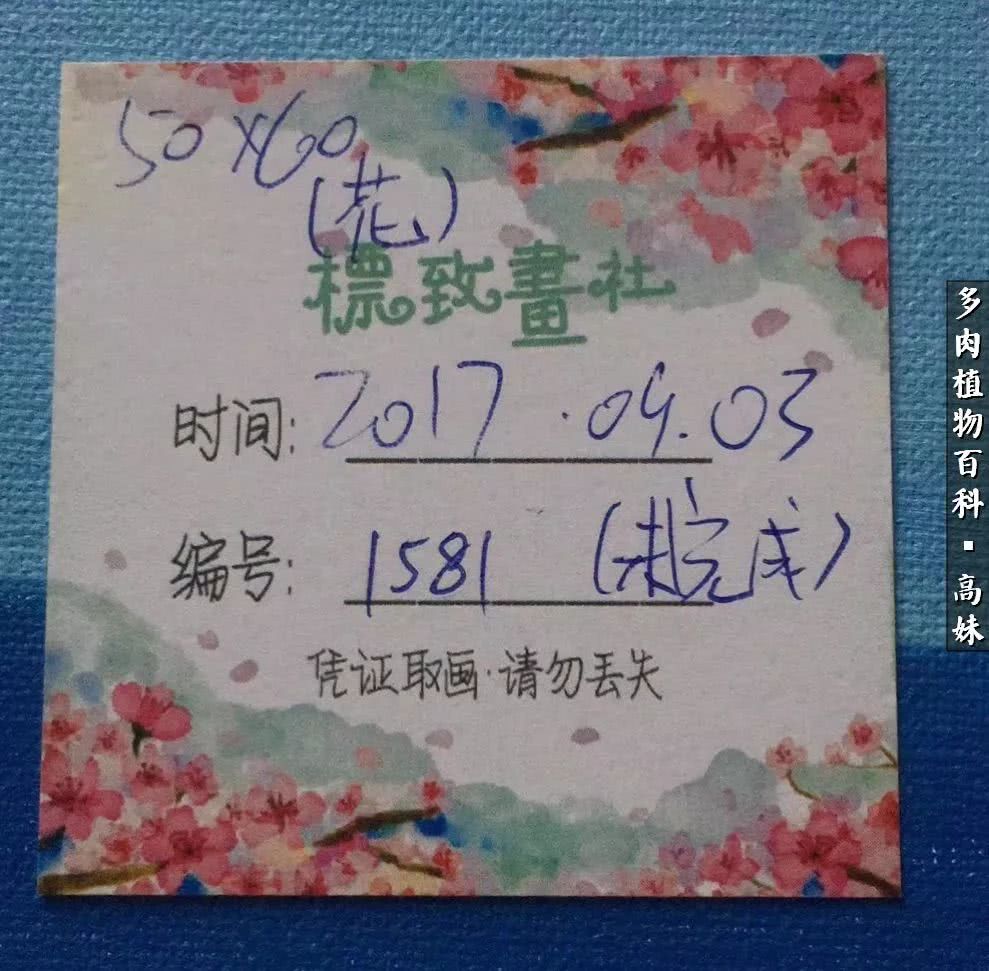 50×60
(花)
標致畫社
时间: 2017.04.03
编号: 1581 (未完成)
凭证取画·请勿丢失
多肉植物百科·高妹